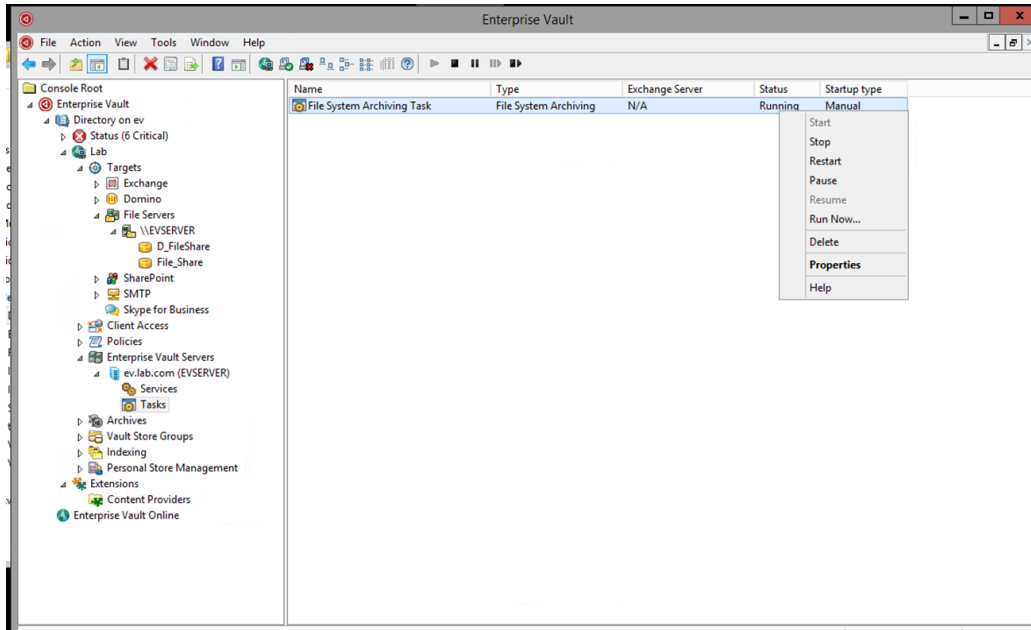 Enterprise Vault
File Action View Tools Window Help
Console Root
Enterprise Vault
Directory on ev
Status (6 Critical)
Lab
Targets
Exchange
Domino
File Servers
\\EVSERVER
D_FileShare
File_Share
SharePoint
SMTP
Skype for Business
Client Access
Policies
Enterprise Vault Servers
ev.lab.com (EVSERVER)
Services
Tasks
Archives
Vault Store Groups
Indexing
Personal Store Management
Extensions
Content Providers
Enterprise Vault Online
Name Type Exchange Server Status Startup type
File System Archiving Task File System Archiving N/A Running Manual
Start
Stop
Restart
Pause
Resume
Run Now...
Delete
Properties
Help